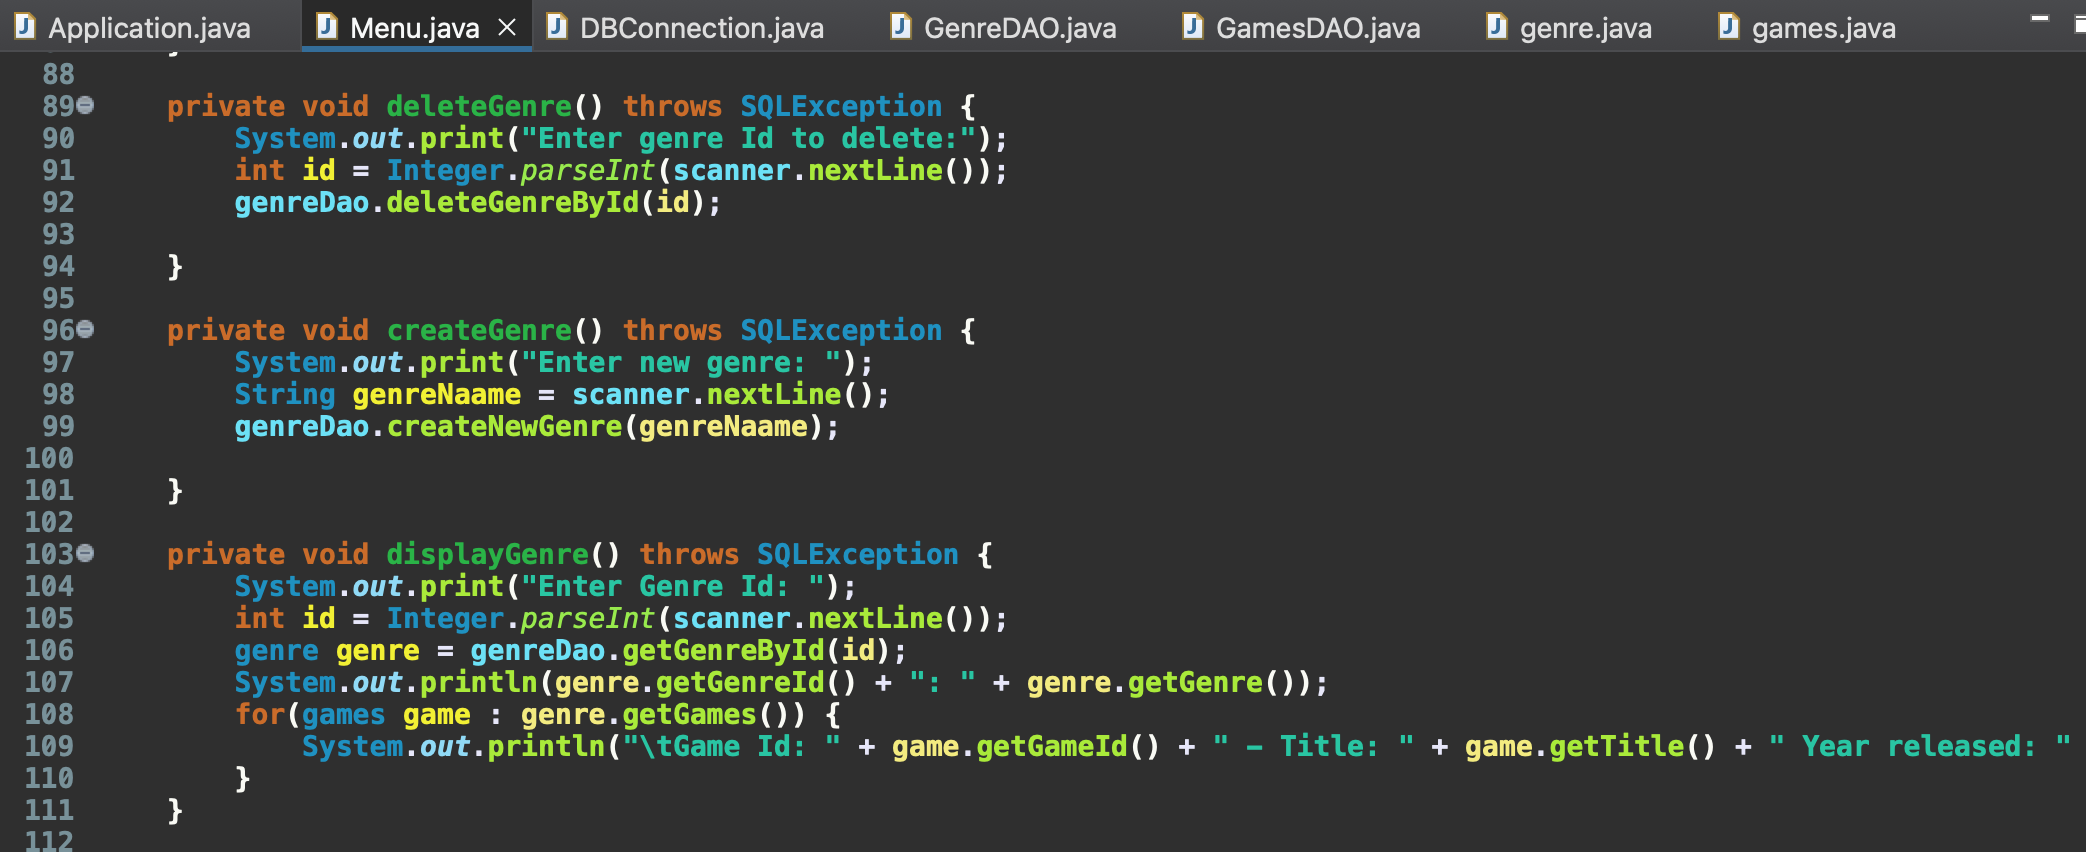 Application.java Menu.java DBConnection.java GenreDAO.java GamesDAO.java genre.java games.java
}
88
89 private void deleteGenre() throws SQLException {
90 System.out.print("Enter genre Id to delete:");
91 int id = Integer.parseInt(scanner.nextLine());
92 genreDao.deleteGenreById(id);
93
94 }
95
96 private void createGenre() throws SQLException {
97 System.out.print("Enter new genre: ");
98 String genreNaame = scanner.nextLine();
99 genreDao.createNewGenre(genreNaame);
100
101 }
102
103 private void displayGenre() throws SQLException {
104 System.out.print("Enter Genre Id: ");
105 int id = Integer.parseInt(scanner.nextLine());
106 genre genre = genreDao.getGenreById(id);
107 System.out.println(genre.getGenreId() + ": " + genre.getGenre());
108 for(games game : genre.getGames()) {
109 System.out.println("\tGame Id: " + game.getGameId() + " - Title: " + game.getTitle() + " Year released: "
110 }
111 }
112